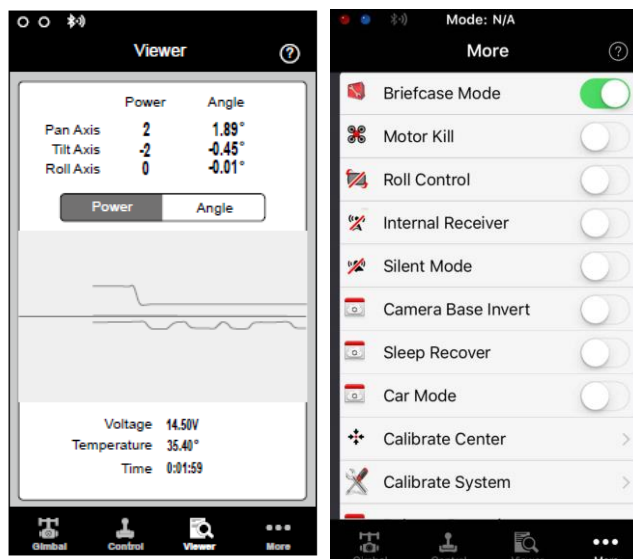 Viewer
Power Angle
Pan Axis 2 1.89°
Tilt Axis -2 -0.45°
Roll Axis 0 -0.01°
Power Angle
Voltage 14.50V
Temperature 35.40°
Time 0:01:59
Gimbal Control Viewer More
Mode: N/A
More
Briefcase Mode
Motor Kill
Roll Control
Internal Receiver
Silent Mode
Camera Base Invert
Sleep Recover
Car Mode
Calibrate Center
Calibrate System